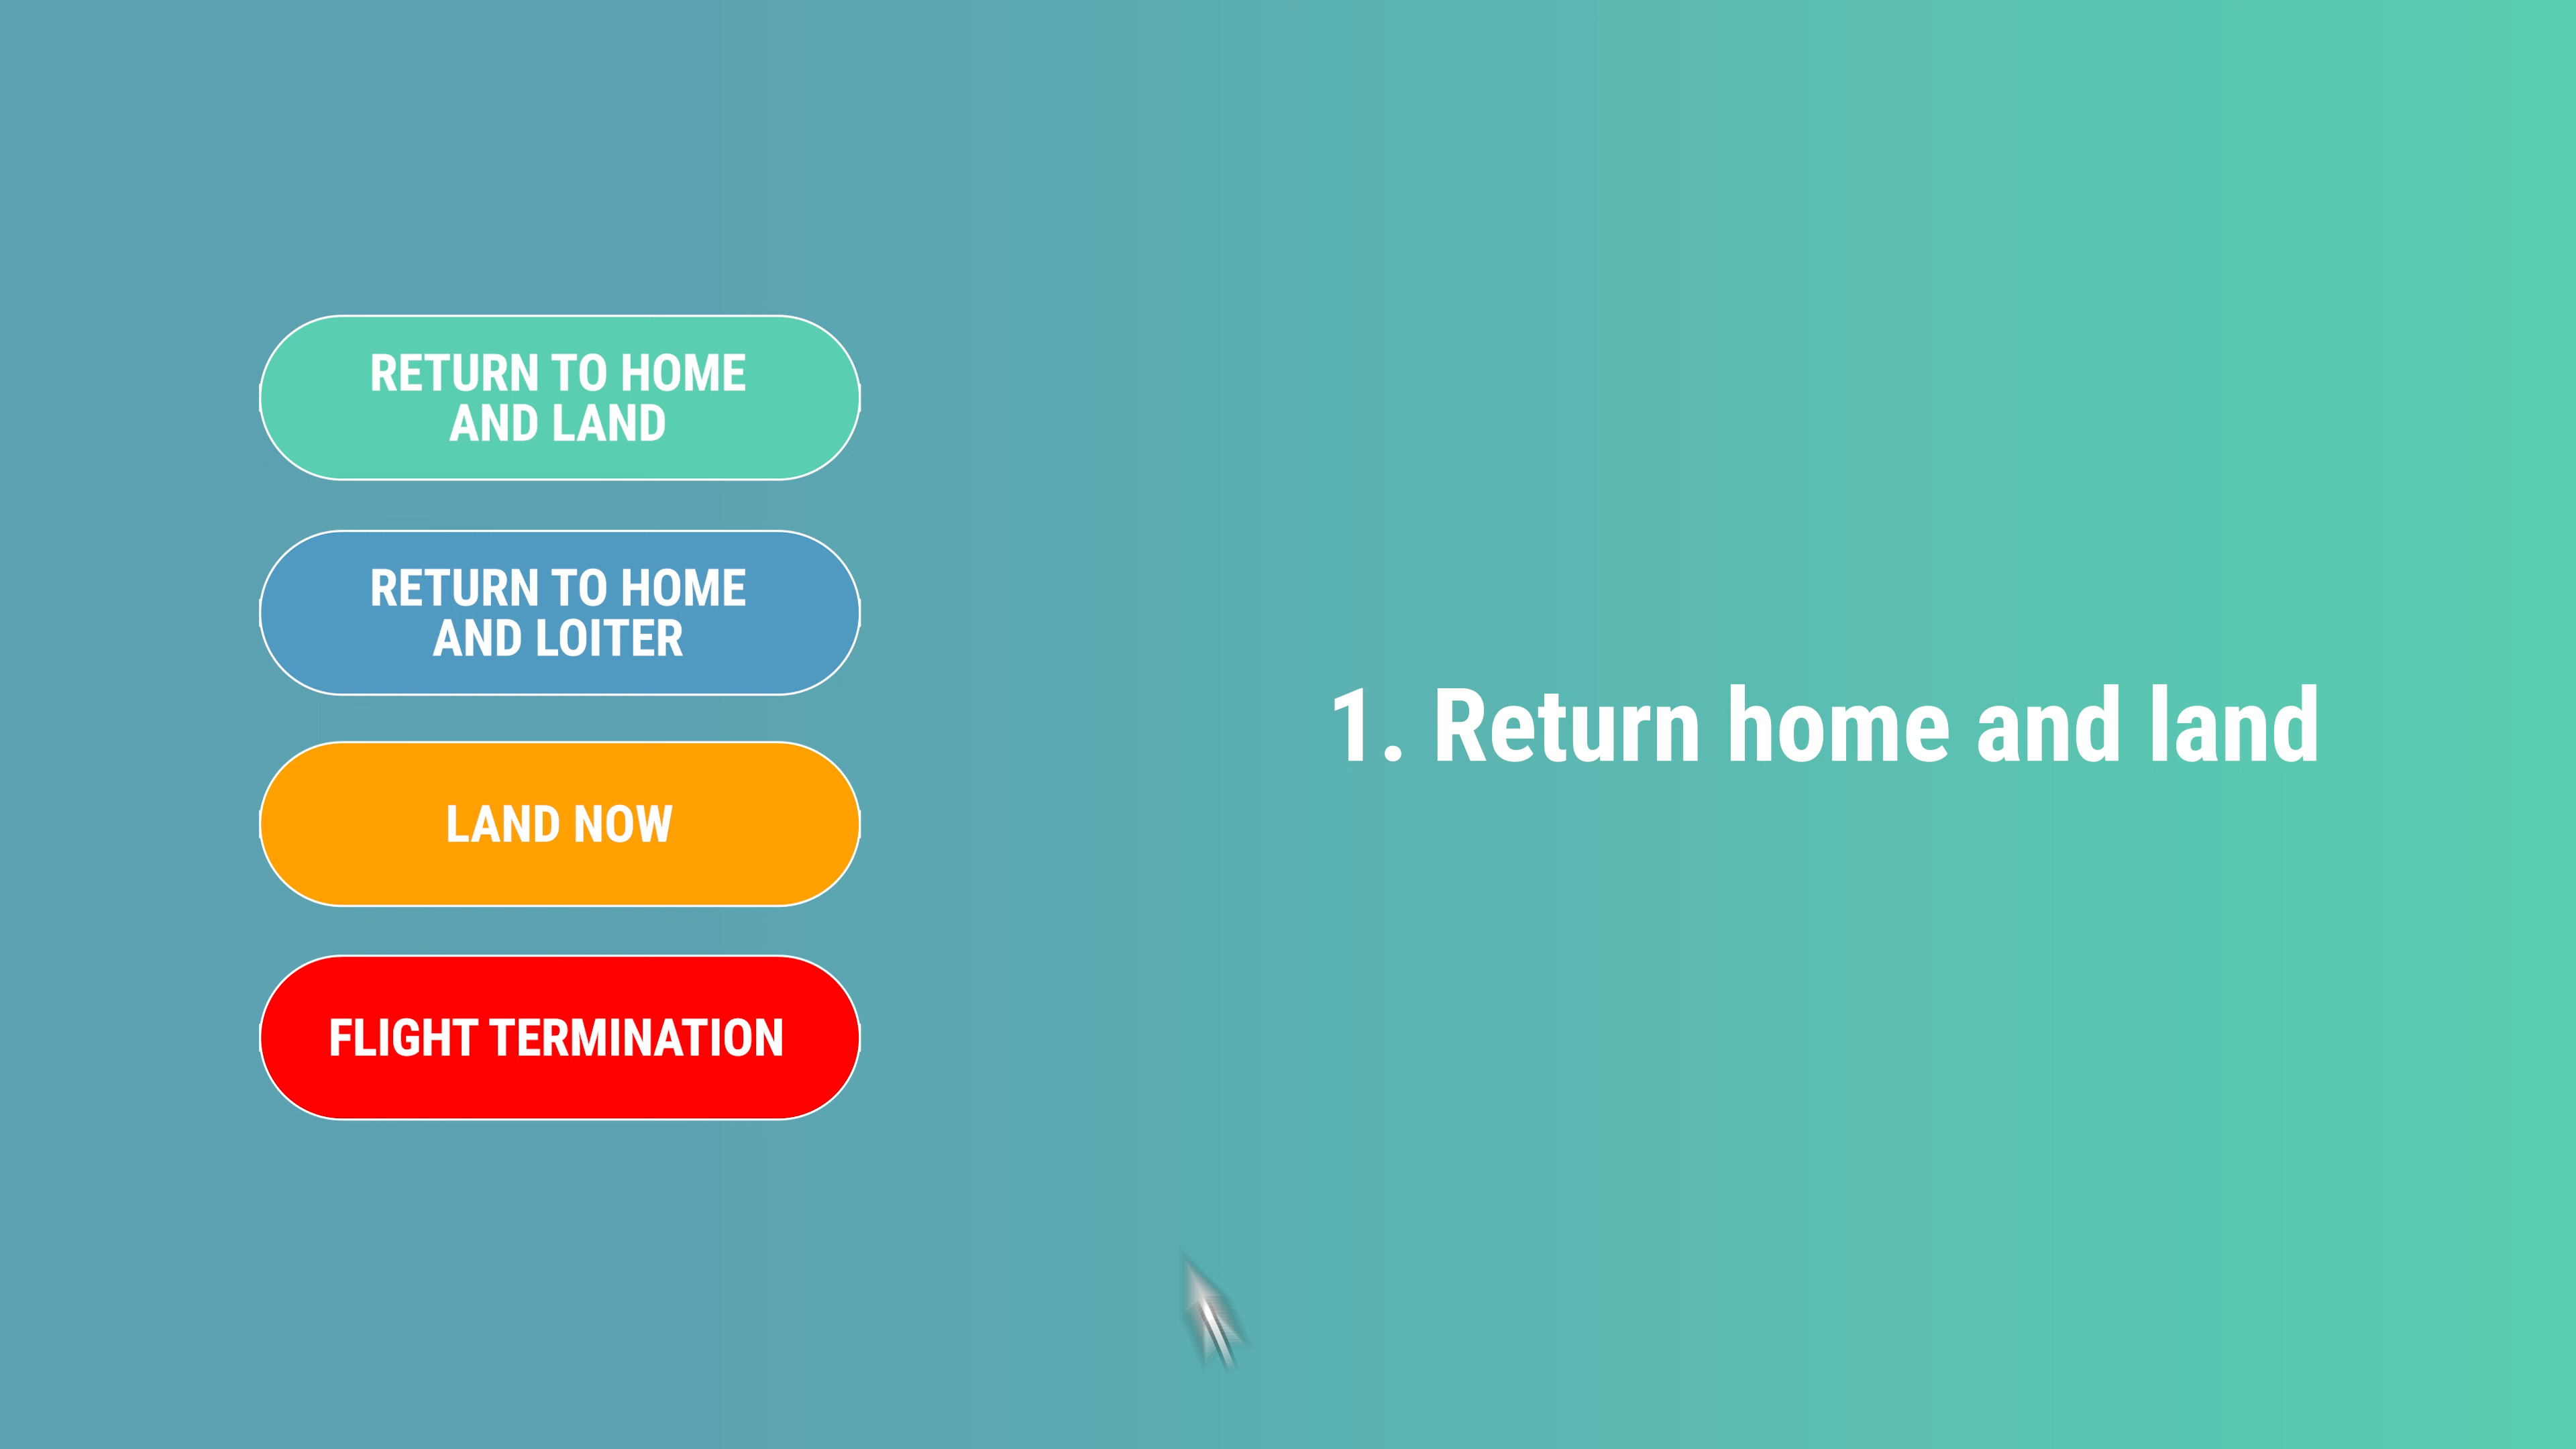 RETURN TO HOME
AND LAND
RETURN TO HOME
AND LOITER
LAND NOW
FLIGHT TERMINATION
1. Return home and land